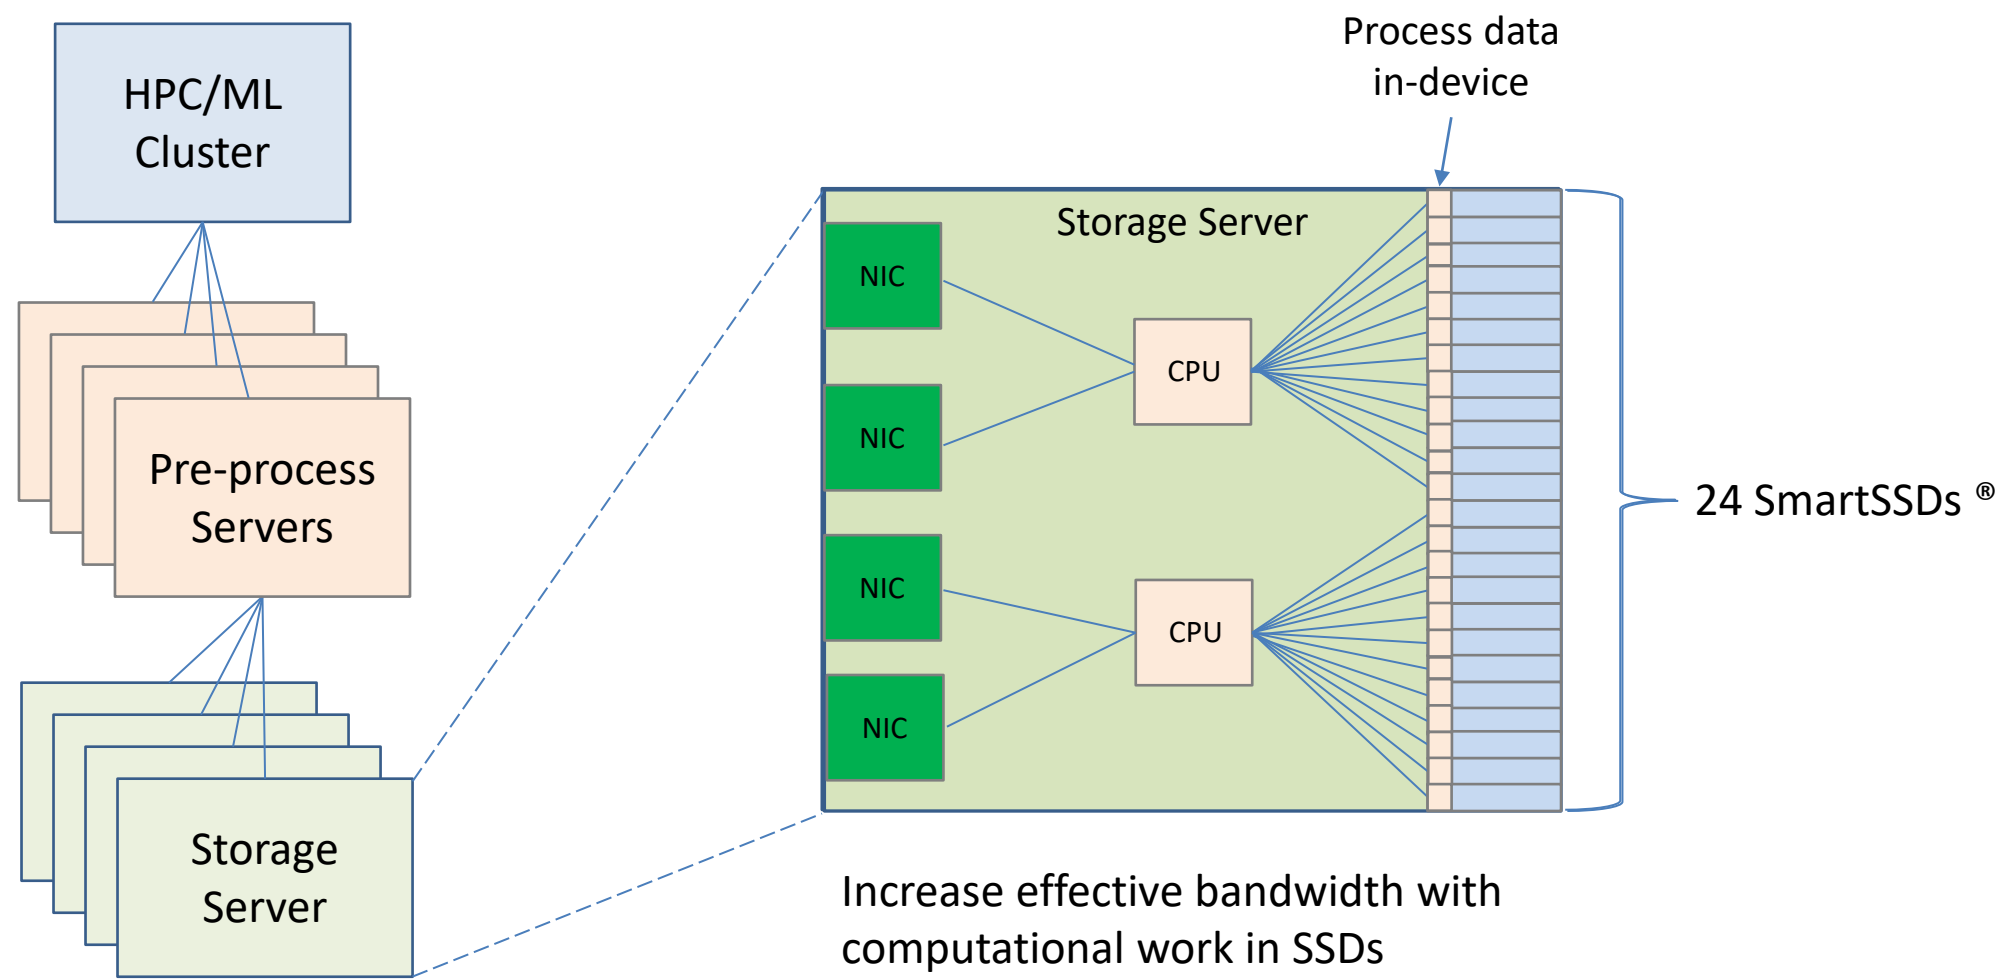 HPC/ML
Cluster
Pre-process
Servers
Storage
Server
Process data
in-device
Storage Server
NIC
NIC
NIC
NIC
CPU
CPU
24 SmartSSDs ®
Increase effective bandwidth with
computational work in SSDs